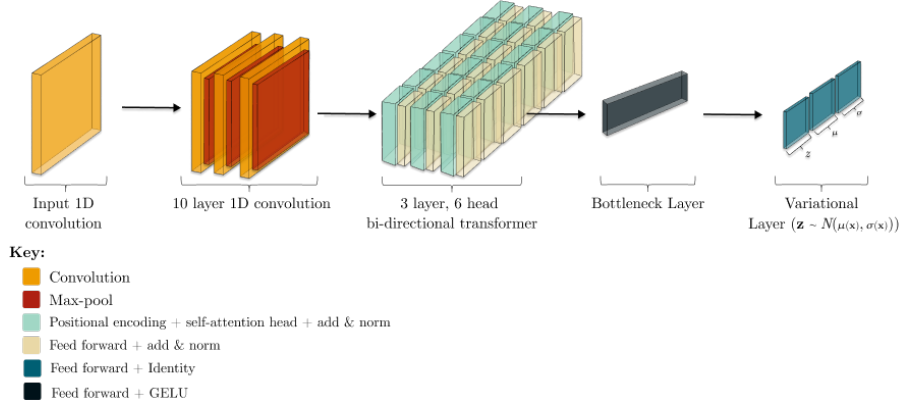 z
μ
σ
Input 1D
convolution
10 layer 1D convolution
3 layer, 6 head
bi-directional transformer
Bottleneck Layer
Variational
Layer (z ~ N(μ(x), σ(x)))
Key:
Convolution
Max-pool
Positional encoding + self-attention head + add & norm
Feed forward + add & norm
Feed forward + Identity
Feed forward + GELU